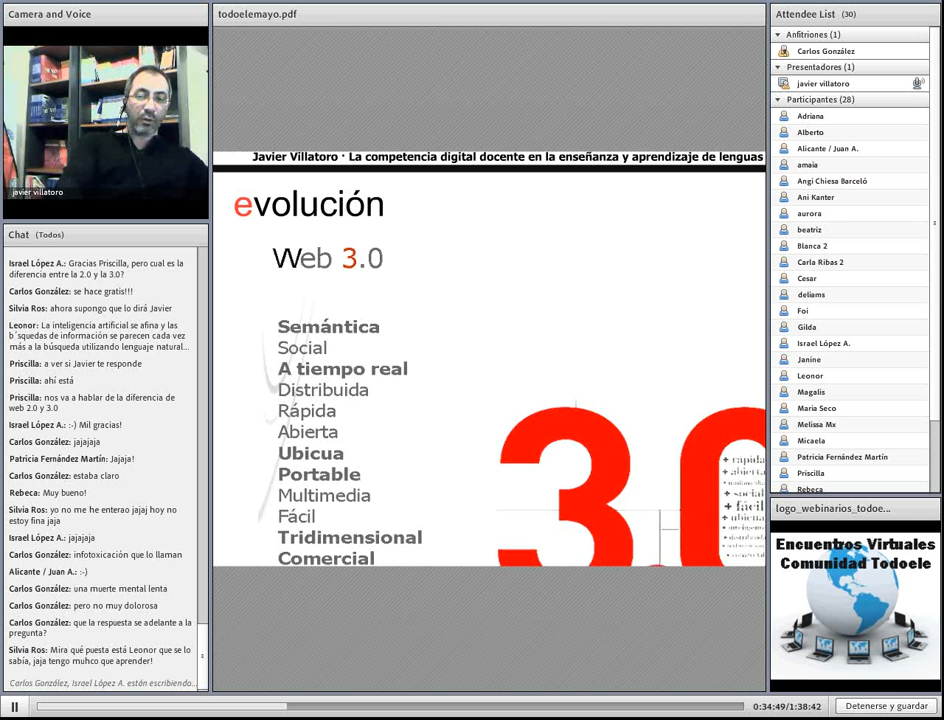 Camera and Voice
javier villatoro
Chat (Todos)
Israel López A.: Gracias Priscilla, pero cual es la
diferencia entre la 2.0 y la 3.0?
Carlos González: se hace gratis!!!
Silvia Ros: ahora supongo que lo dirá Javier
Leonor: La inteligencia artificial se afina y las
b´squedas de información se parecen cada vez
más a la búsqueda utilizando lenguaje natural...
Priscilla: a ver si Javier te responde
Priscilla: ahí está
Priscilla: nos va a hablar de la diferencia de
web 2.0 y 3.0
Israel López A.: :-) Mil gracias!
Carlos González: jajajaja
Patricia Fernández Martín: Jajaja!
Carlos González: estaba claro
Rebeca: Muy bueno!
Silvia Ros: yo no me he enterao jajaj hoy no
estoy fina jaja
Israel López A.: jajajaja
Carlos González: infotoxicación que lo llaman
Alicante / Juan A.: :-)
Carlos González: una muerte mental lenta
Carlos González: pero no muy dolorosa
Carlos González: que la respuesta se adelante a la
pregunta?
Silvia Ros: Mira qué puesta está Leonor que se lo
sabía, jaja tengo muhco que aprender!
Carlos González, Israel López A. están escribiendo...
todoelemayo.pdf
Javier Villatoro · La competencia digital docente en la enseñanza y aprendizaje de lenguas
evolución
Web 3.0
Semántica
Social
A tiempo real
Distribuida
Rápida
Abierta
Ubicua
Portable
Multimedia
Fácil
Tridimensional
Comercial
3.0
+ rapida
+ abierta
+ social
+ fácil
Attendee List (30)
Anfitriones (1)
Carlos González
Presentadores (1)
javier villatoro
Participantes (28)
Adriana
Alberto
Alicante / Juan A.
amaia
Angi Chiesa Barceló
Ani Kanter
aurora
beatriz
Blanca 2
Carla Ribas 2
Cesar
deliams
Foi
Gilda
Israel López A.
Janine
Leonor
Magalis
Maria Seco
Melissa Mx
Micaela
Patricia Fernández Martín
Priscilla
Rebeca
logo_webinarios_todoe...
Encuentros Virtuales
Comunidad Todoele
0:34:49/1:38:42
Detenerse y guardar